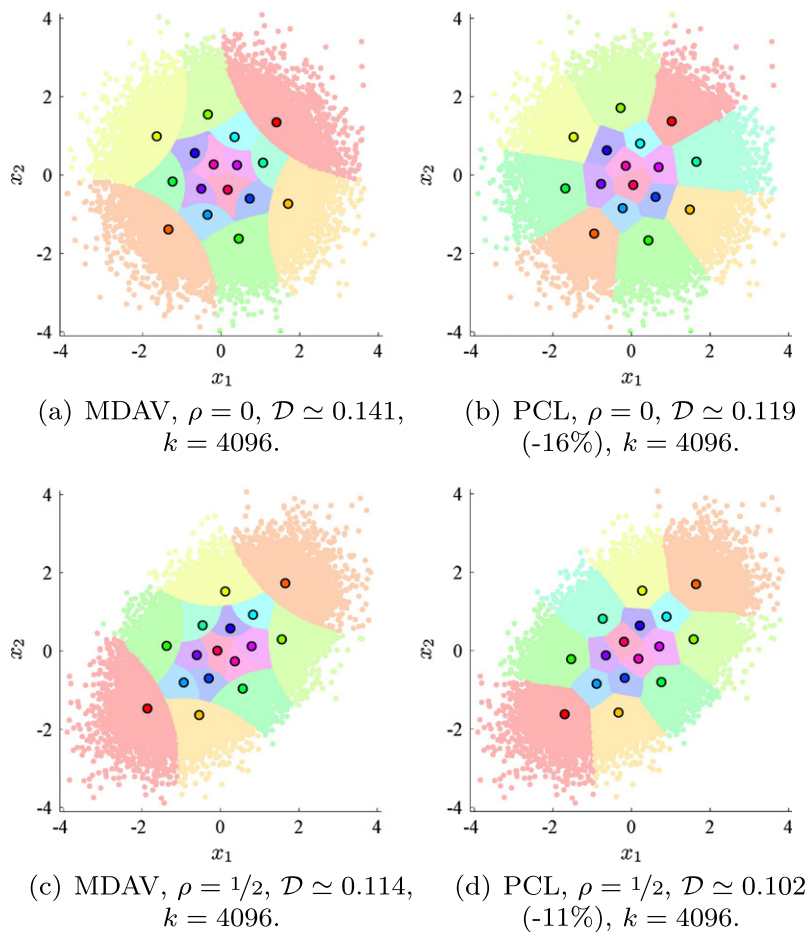 4
2
0
-2
-4
x₂
-4
-2
0
2
4
x₁
(a) MDAV, ρ = 0, 𝒟 ≃ 0.141,
k = 4096.
4
2
0
-2
-4
x₂
-4
-2
0
2
4
x₁
(b) PCL, ρ = 0, 𝒟 ≃ 0.119
(-16%), k = 4096.
4
2
0
-2
-4
x₂
-4
-2
0
2
4
x₁
(c) MDAV, ρ = 1/2, 𝒟 ≃ 0.114,
k = 4096.
4
2
0
-2
-4
x₂
-4
-2
0
2
4
x₁
(d) PCL, ρ = 1/2, 𝒟 ≃ 0.102
(-11%), k = 4096.